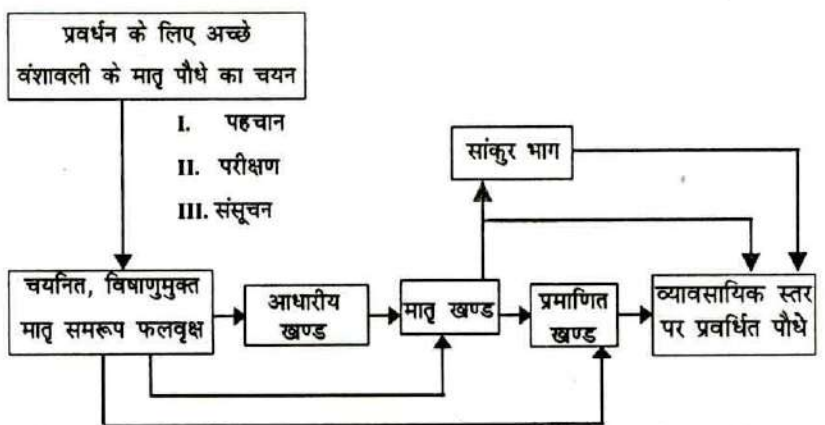 प्रवर्धन के लिए अच्छे
वंशावली के मातृ पौधे का चयन
I. पहचान
II. परीक्षण
III. संसूचन
सांकुर भाग
चयनित, विषाणुमुक्त
मातृ समरूप फलवृक्ष
आधारीय
खण्ड
मातृ खण्ड
प्रमाणित
खण्ड
व्यावसायिक स्तर
पर प्रवर्धित पौधे